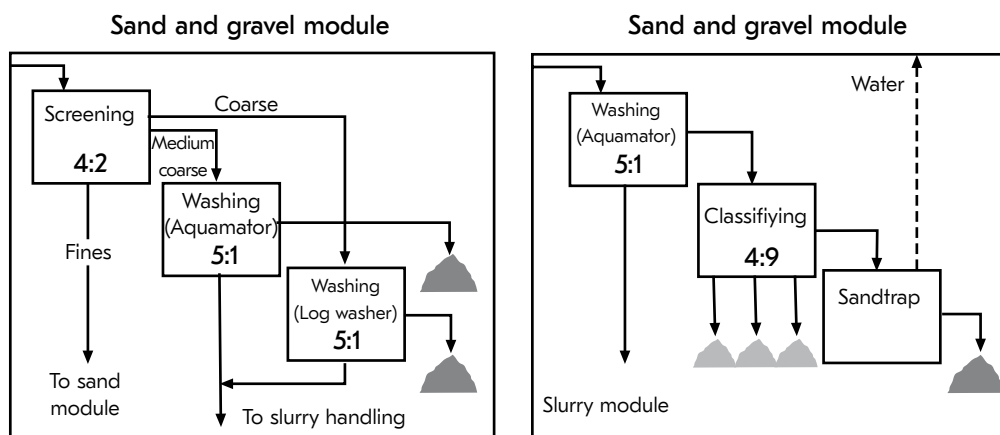 Sand and gravel module
Screening
4:2
Coarse
Medium
coarse
Washing
(Aquamator)
5:1
Fines
Washing
(Log washer)
5:1
To sand
module
To slurry handling
Sand and gravel module
Water
Washing
(Aquamator)
5:1
Classifiying
4:9
Sandtrap
Slurry module